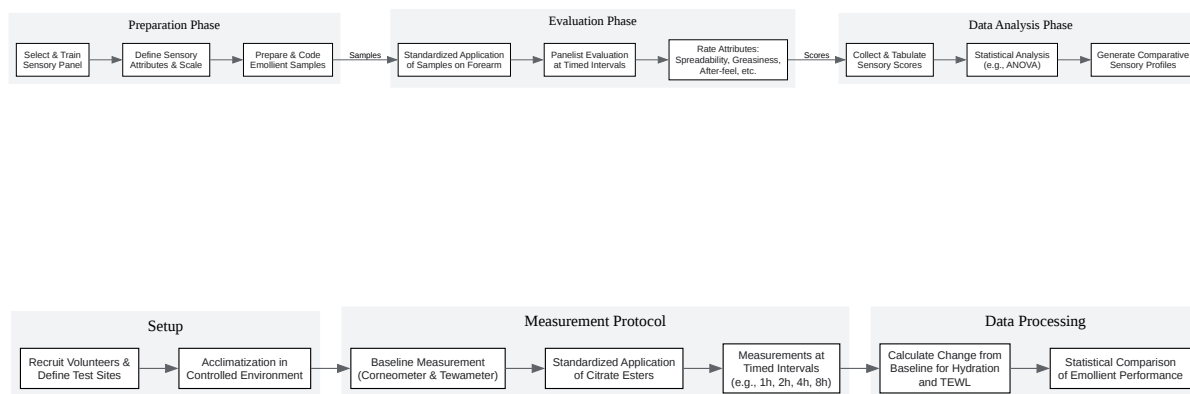 Preparation Phase
Select & Train
Sensory Panel
Define Sensory
Attributes & Scale
Prepare & Code
Emollient Samples
Samples
Evaluation Phase
Standardized Application
of Samples on Forearm
Panelist Evaluation
at Timed Intervals
Rate Attributes:
Spreadability, Greasiness,
After-feel, etc.
Scores
Data Analysis Phase
Collect & Tabulate
Sensory Scores
Statistical Analysis
(e.g., ANOVA)
Generate Comparative
Sensory Profiles
Setup
Recruit Volunteers &
Define Test Sites
Acclimatization in
Controlled Environment
Measurement Protocol
Baseline Measurement
(Corneometer & Tewameter)
Standardized Application
of Citrate Esters
Measurements at
Timed Intervals
(e.g., 1h, 2h, 4h, 8h)
Data Processing
Calculate Change from
Baseline for Hydration
and TEWL
Statistical Comparison
of Emollient Performance